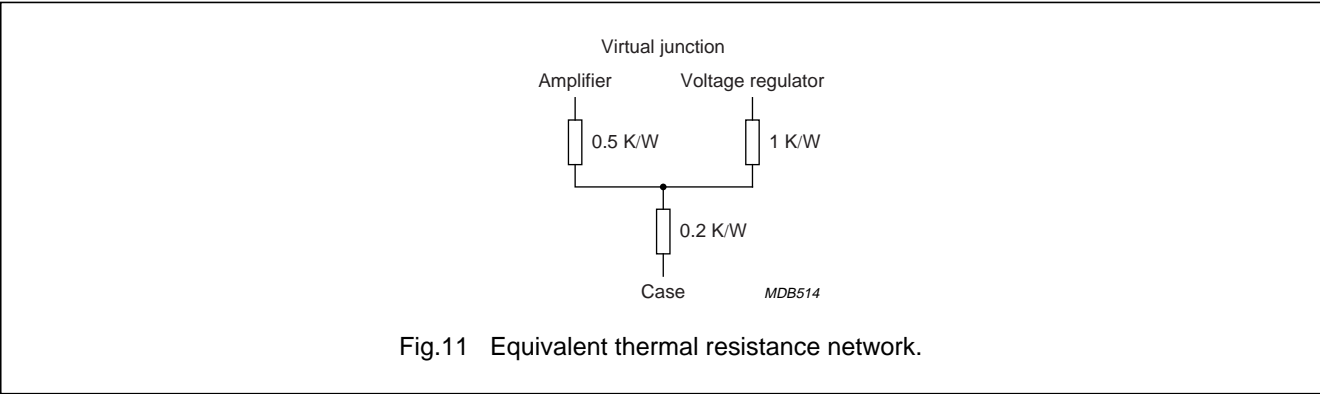 Virtual junction
Amplifier Voltage regulator
0.5 K/W 1 K/W
0.2 K/W
Case MDB514
Fig.11 Equivalent thermal resistance network.